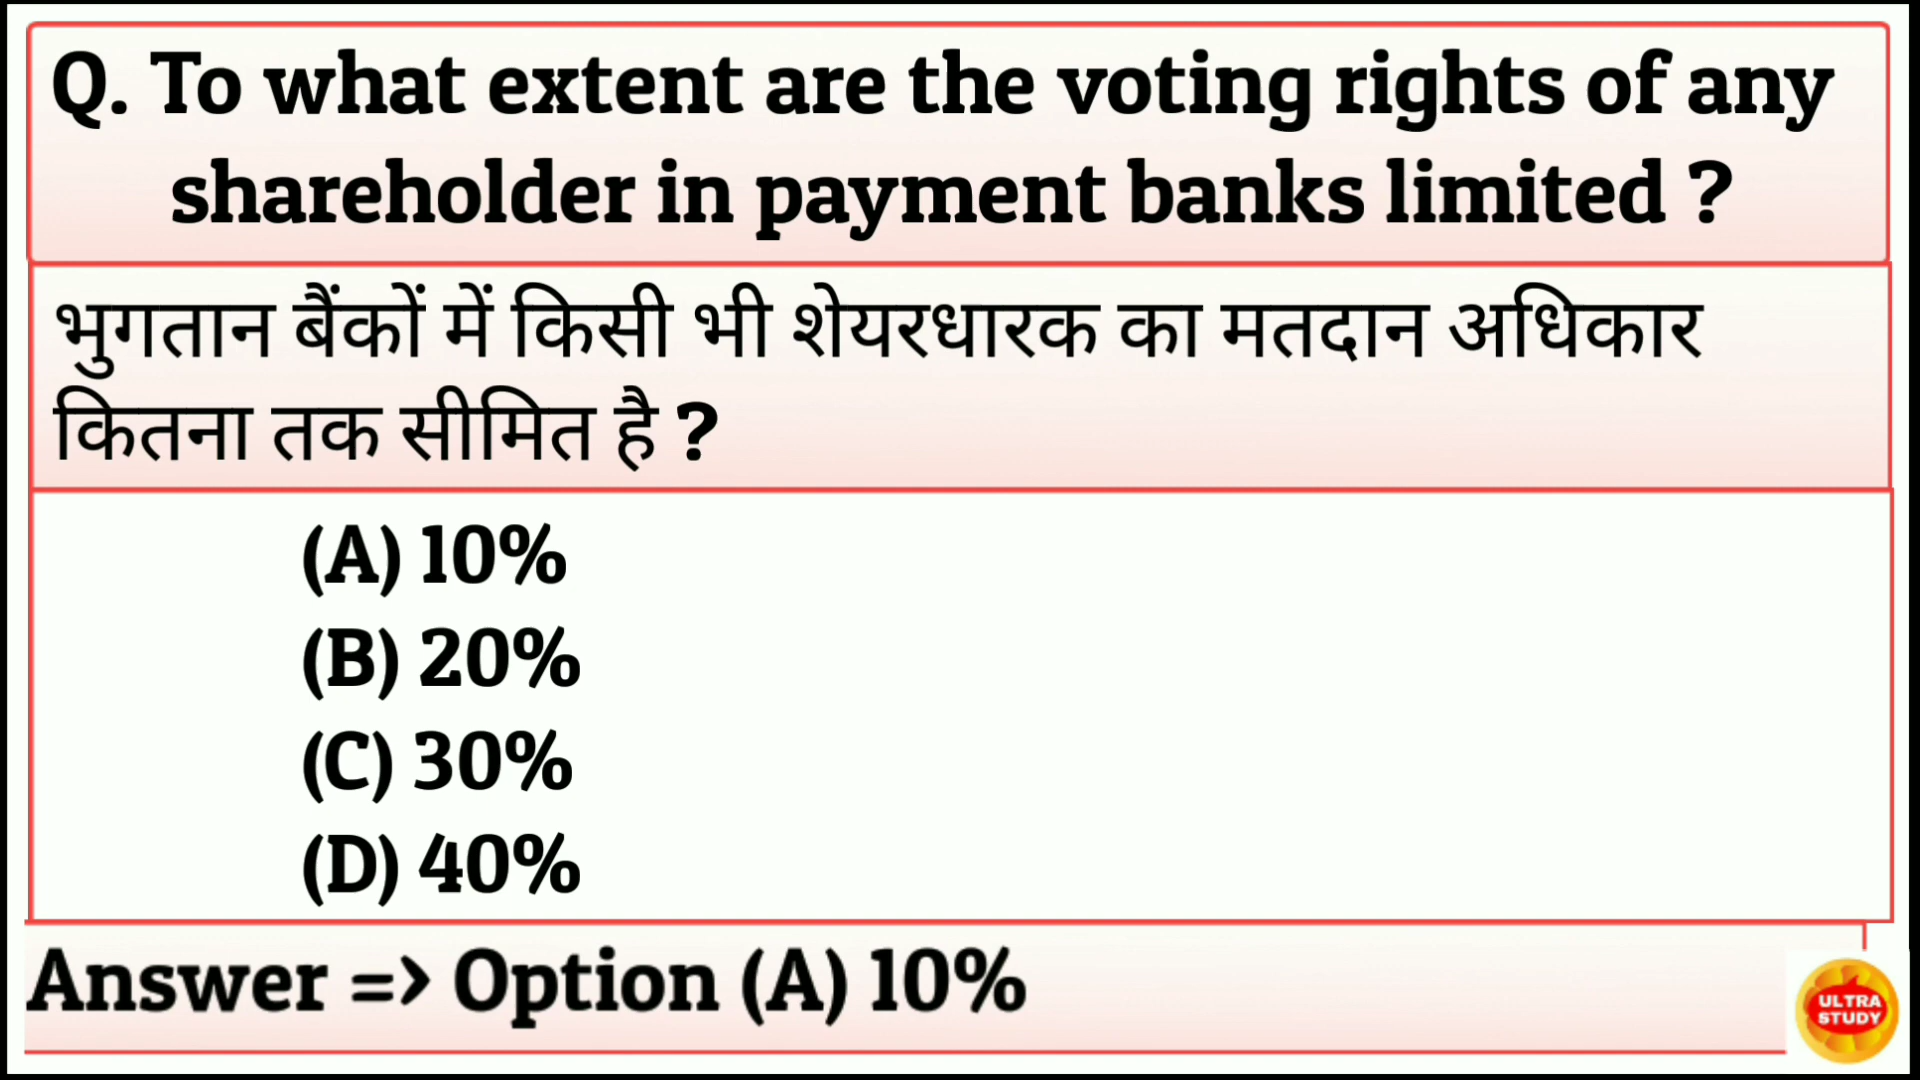 Q. To what extent are the voting rights of any
shareholder in payment banks limited ?
भुगतान बैंकों में किसी भी शेयरधारक का मतदान अधिकार
कितना तक सीमित है ?
(A) 10%
(B) 20%
(C) 30%
(D) 40%
Answer => Option (A) 10%
ULTRA
STUDY